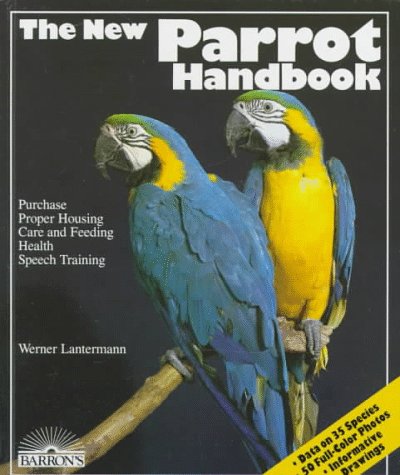 The New Parrot
Handbook
Purchase
Proper Housing
Care and Feeding
Health
Speech Training
Werner Lantermann
• Data on 35 Species
• 50 Full-Color Photos
• Informative
Drawings
BARRON'S